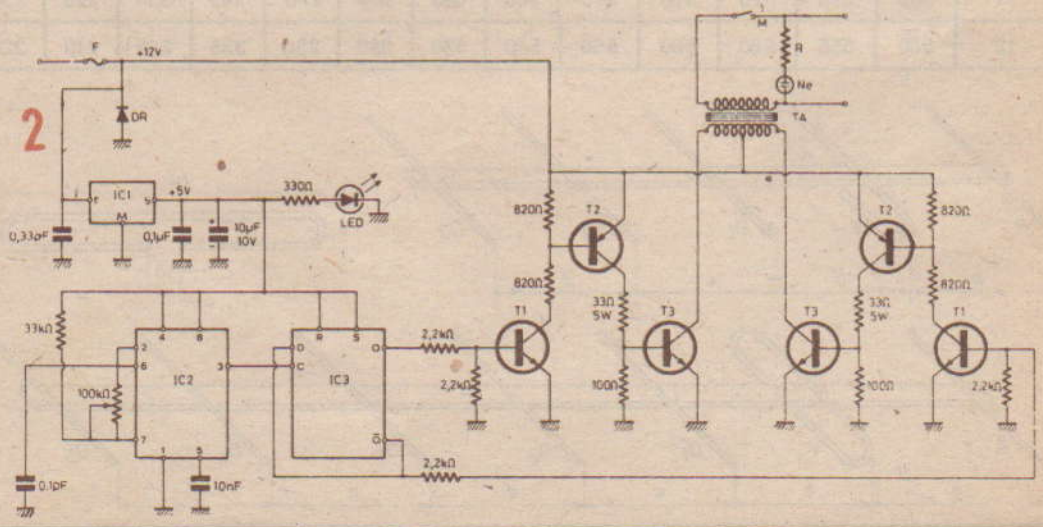 M
R
Ne
TA
F
+12V
DR
2
E
IC1
S
M
+5V
0,33pF
0,1µF
10µF
10V
330Ω
LED
820Ω
T2
T2
820Ω
820Ω
820Ω
33Ω
5W
33Ω
5W
T1
T3
T3
T1
100Ω
100Ω
33kΩ
4
8
R
S
2
6
3
D
C
Q
IC2
IC3
2,2kΩ
2,2kΩ
2,2kΩ
100kΩ
7
1
5
Q̅
2,2kΩ
0,1pF
10nF